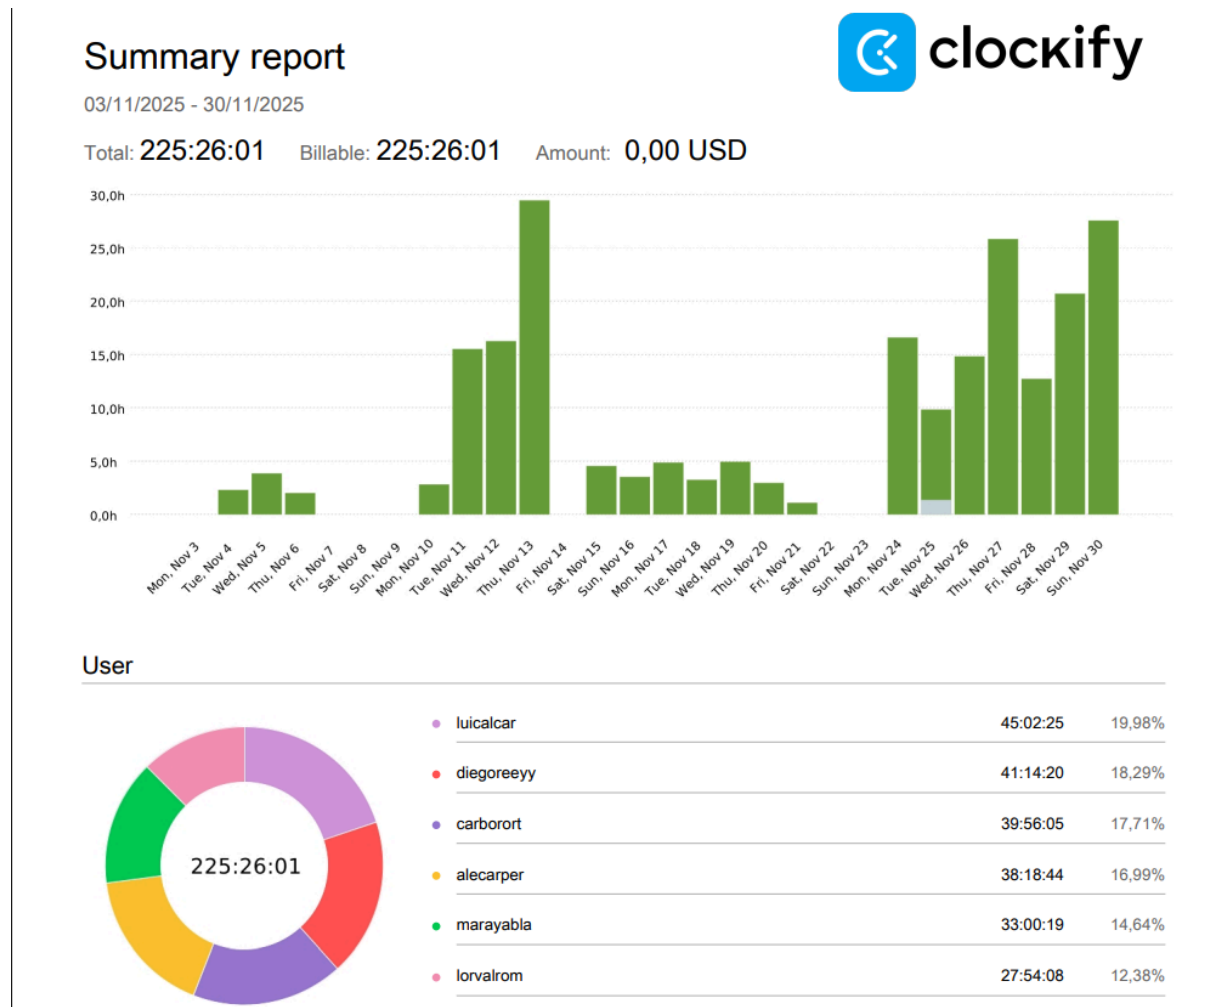 Summary report
clockify
03/11/2025 - 30/11/2025
Total: 225:26:01 Billable: 225:26:01 Amount: 0,00 USD
30,0h
25,0h
20,0h
15,0h
10,0h
5,0h
0,0h
Mon, Nov 3
Tue, Nov 4
Wed, Nov 5
Thu, Nov 6
Fri, Nov 7
Sat, Nov 8
Sun, Nov 9
Mon, Nov 10
Tue, Nov 11
Wed, Nov 12
Thu, Nov 13
Fri, Nov 14
Sat, Nov 15
Sun, Nov 16
Mon, Nov 17
Tue, Nov 18
Wed, Nov 19
Thu, Nov 20
Fri, Nov 21
Sat, Nov 22
Sun, Nov 23
Mon, Nov 24
Tue, Nov 25
Wed, Nov 26
Thu, Nov 27
Fri, Nov 28
Sat, Nov 29
Sun, Nov 30
User
225:26:01
luicalcar 45:02:25 19,98%
diegoreeyy 41:14:20 18,29%
carborort 39:56:05 17,71%
alecarper 38:18:44 16,99%
marayabla 33:00:19 14,64%
lorvalrom 27:54:08 12,38%